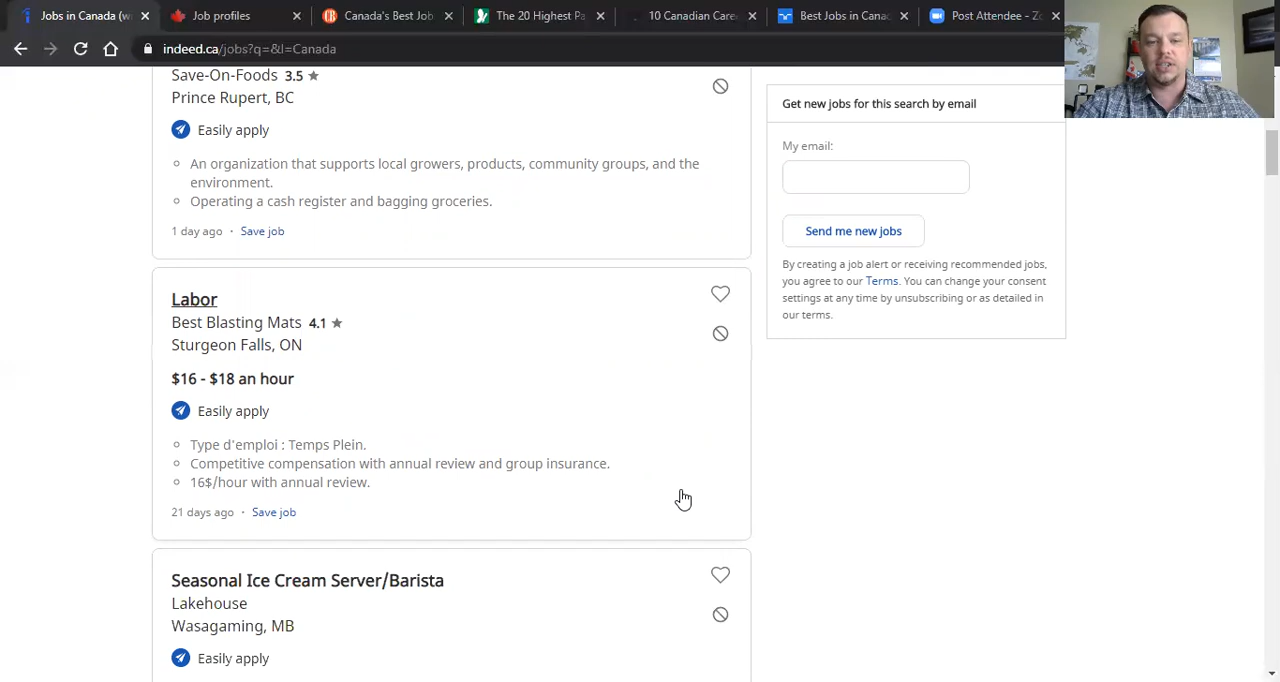 Jobs in Canada (w
Job profiles
Canada's Best Job
The 20 Highest Pa
10 Canadian Care
Best Jobs in Canad
Post Attendee - Zo
indeed.ca/jobs?q=&l=Canada
Save-On-Foods 3.5
Prince Rupert, BC
Easily apply
An organization that supports local growers, products, community groups, and the
environment.
Operating a cash register and bagging groceries.
1 day ago · Save job
Get new jobs for this search by email
My email:
Send me new jobs
By creating a job alert or receiving recommended jobs,
you agree to our Terms. You can change your consent
settings at any time by unsubscribing or as detailed in
our terms.
Labor
Best Blasting Mats 4.1
Sturgeon Falls, ON
$16 - $18 an hour
Easily apply
Type d'emploi : Temps Plein.
Competitive compensation with annual review and group insurance.
16$/hour with annual review.
21 days ago · Save job
Seasonal Ice Cream Server/Barista
Lakehouse
Wasagaming, MB
Easily apply